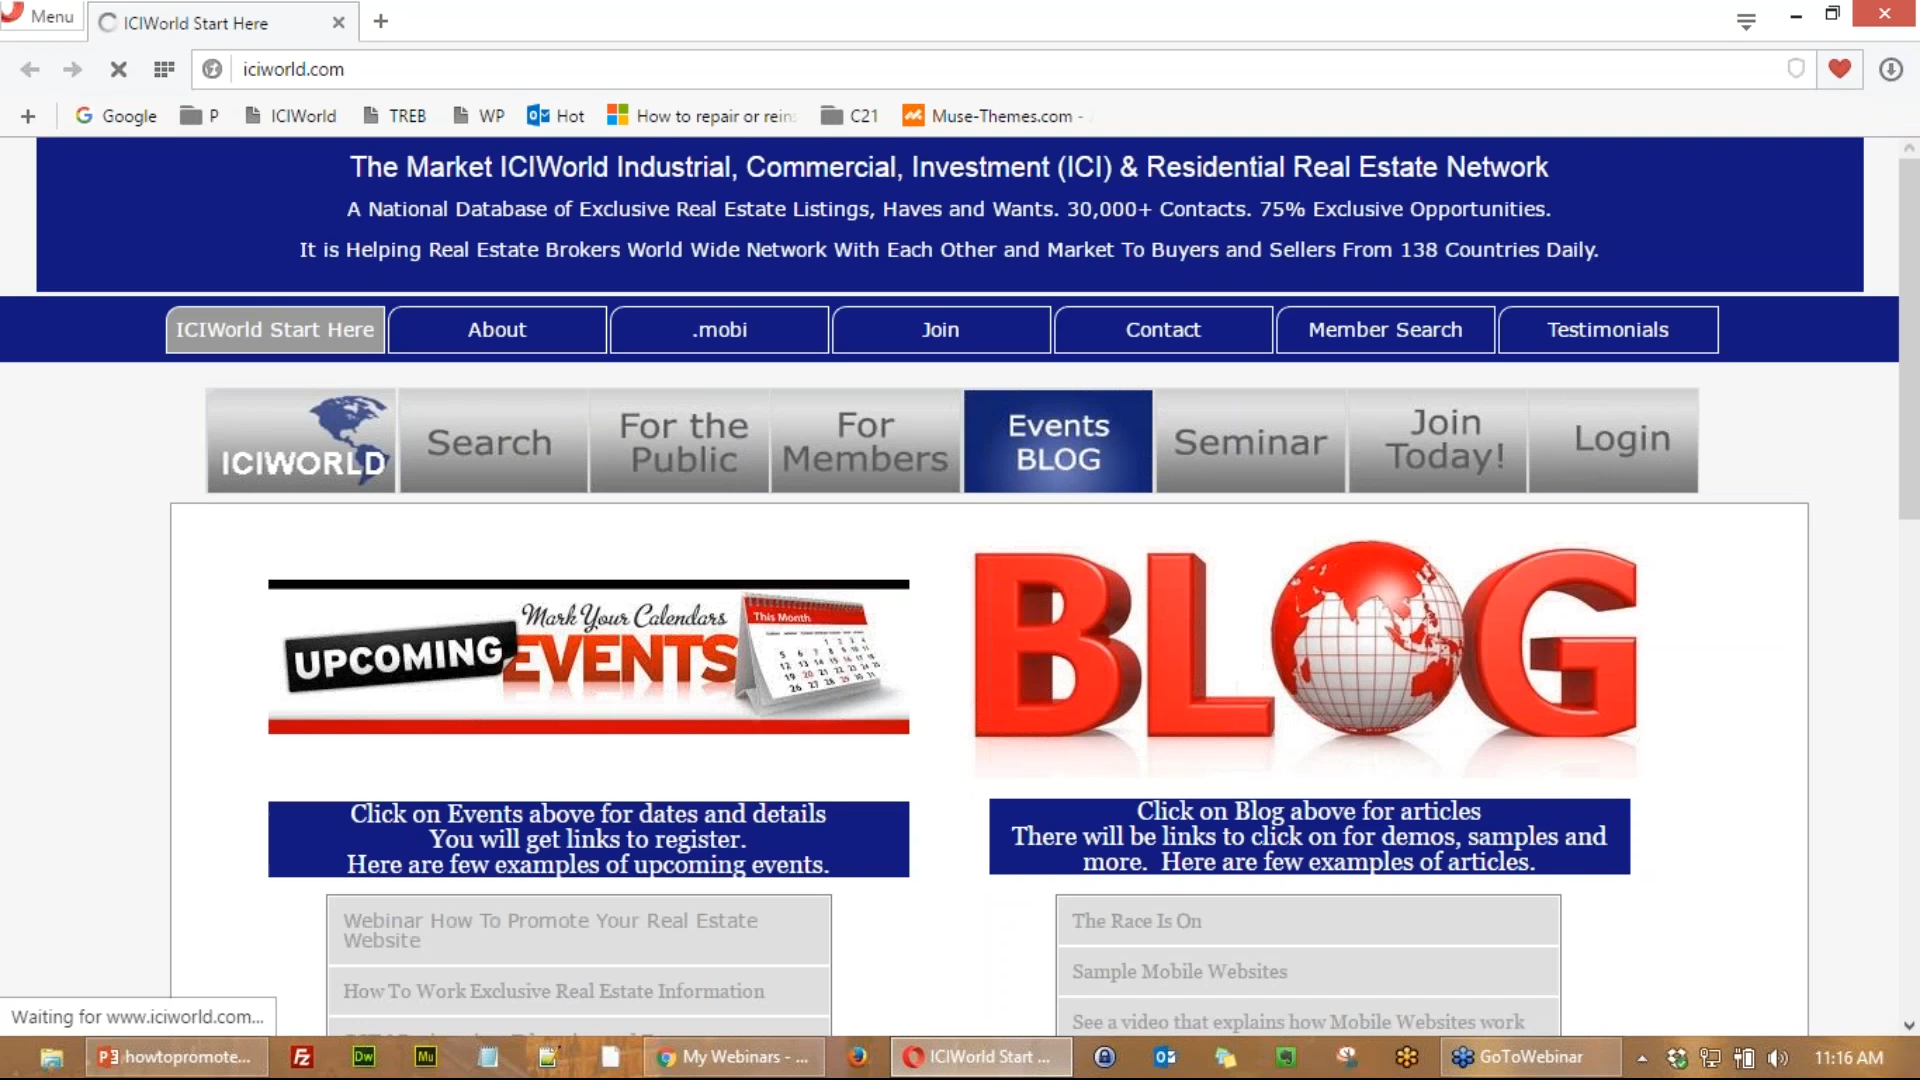 Menu
ICIWorld Start Here
iciworld.com
Google
P
ICIWorld
TREB
WP
Hot
How to repair or rein
C21
Muse-Themes.com -
The Market ICIWorld Industrial, Commercial, Investment (ICI) & Residential Real Estate Network
A National Database of Exclusive Real Estate Listings, Haves and Wants. 30,000+ Contacts. 75% Exclusive Opportunities.
It is Helping Real Estate Brokers World Wide Network With Each Other and Market To Buyers and Sellers From 138 Countries Daily.
ICIWorld Start Here
About
.mobi
Join
Contact
Member Search
Testimonials
ICIWORLD
Search
For the
Public
For
Members
Events
BLOG
Seminar
Join
Today!
Login
Mark Your Calendars
UPCOMING EVENTS
This Month
BLOG
Click on Events above for dates and details
You will get links to register.
Here are few examples of upcoming events.
Click on Blog above for articles
There will be links to click on for demos, samples and
more. Here are few examples of articles.
Webinar How To Promote Your Real Estate
Website
How To Work Exclusive Real Estate Information
The Race Is On
Sample Mobile Websites
See a video that explains how Mobile Websites work
Waiting for www.iciworld.com...
howtopromote...
Fz
Dw
Mu
My Webinars - ...
ICIWorld Start ...
GoToWebinar
11:16 AM